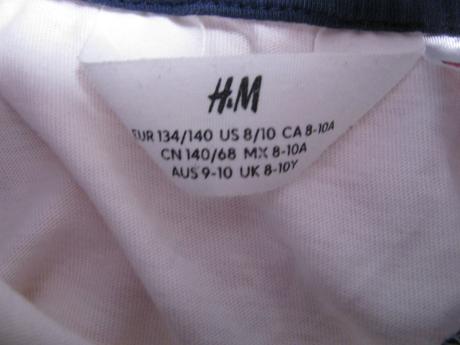 H&M
EUR 134/140 US 8/10 CA 8-10A
CN 140/68 MX 8-10A
AUS 9-10 UK 8-10Y